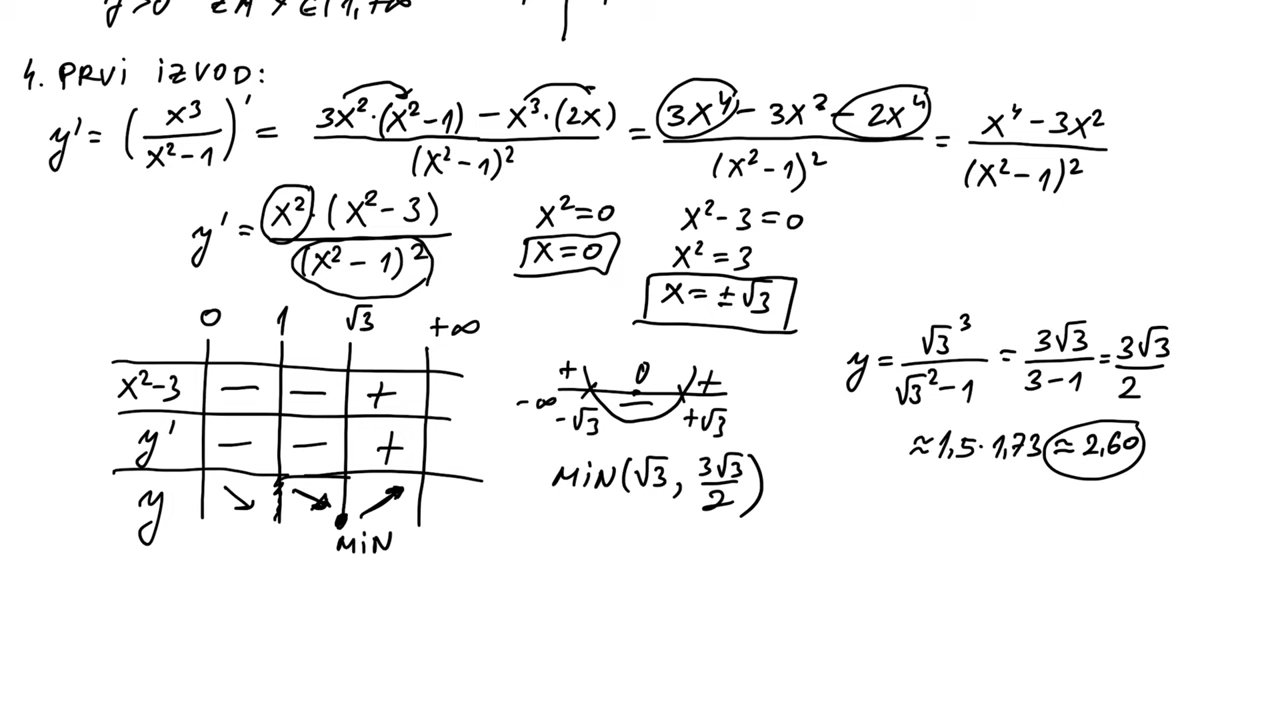 y>0 ZA x∈(1,+∞
4. PRVI IZVOD:
y' = (x³/(x²-1))' = (3x²·(x²-1) - x³·(2x))/(x²-1)² = (3x⁴ - 3x² - 2x⁴)/(x²-1)² = (x⁴ - 3x²)/(x²-1)²
y' = x²·(x²-3)/(x²-1)²
x²=0
x=0
x²-3=0
x²=3
x=±√3
0 1 √3 +∞
x²-3 — — +
y' — — +
y ↘ ↘ ↗
MIN
+ 0 +
-∞ —
-√3 +√3
MIN(√3, 3√3/2)
y = √3³/(√3²-1) = 3√3/(3-1) = 3√3/2
≈1,5·1,73≈2,60